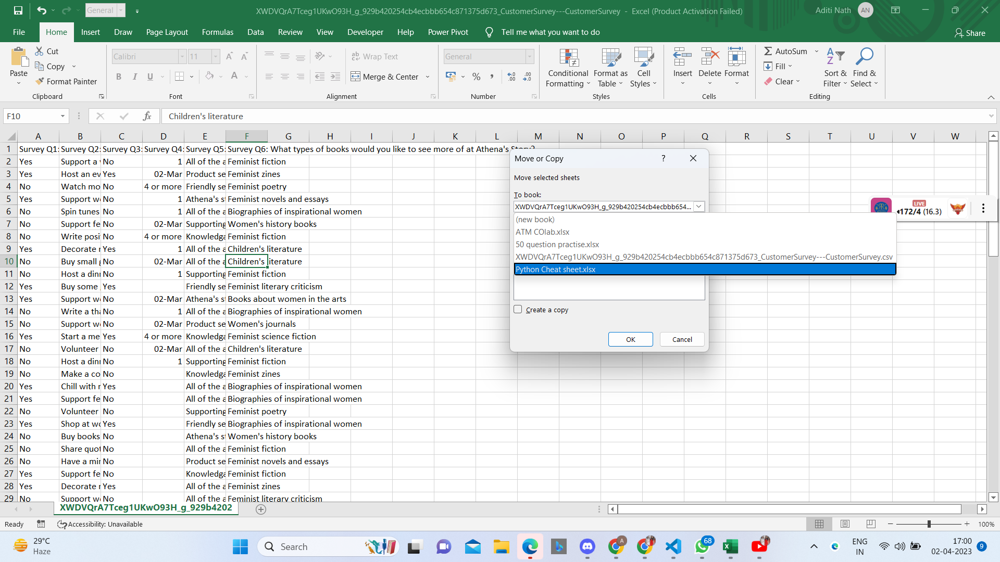 General
XWDVQrA7Tceg1UKwO93H_g_929b420254cb4ecbbb654c871375d673_CustomerSurvey---CustomerSurvey - Excel (Product Activation Failed)
Aditi Nath AN
File Home Insert Draw Page Layout Formulas Data Review View Developer Help Power Pivot Tell me what you want to do Share
Paste
Cut
Copy
Format Painter
Clipboard
Calibri 11
B I U A
Font
Wrap Text
Merge & Center
Alignment
General
% ,
Number
Conditional Formatting
Format as Table
Cell Styles
Styles
Insert Delete Format
Cells
AutoSum
Fill
Clear
Sort & Filter
Find & Select
Editing
F10 fx Children's literature
A B C D E F G H I J K L M N O P Q R S T U V W
1 Survey Q1: Survey Q2: Survey Q3: Survey Q4: Survey Q5: Survey Q6: What types of books would you like to see more of at Athena's Story?
2 Yes Support a No 1 All of the a Feminist fiction
3 Yes Host an ev Yes 02-Mar Product se Feminist zines
4 No Watch mo No 4 or more Friendly se Feminist poetry
5 Yes Support we No 1 Athena's st Feminist novels and essays
6 No Spin tunes No 1 All of the a Biographies of inspirational women
7 No Support fe No 02-Mar Supporting Women's history books
8 No Write posi No 4 or more Knowledga Feminist fiction
9 Yes Decorate r Yes 1 All of the a Children's literature
10 No Buy small g No 02-Mar All of the a Children's literature
11 No Host a dinn No 1 Supporting Feminist fiction
12 Yes Buy some Yes Friendly se Feminist literary criticism
13 Yes Support we No 02-Mar Athena's st Books about women in the arts
14 No Write a tha No 1 All of the a Biographies of inspirational women
15 No Support we No 02-Mar Product se Women's journals
16 Yes Start a me Yes 4 or more Knowledga Feminist science fiction
17 No Volunteer No 02-Mar All of the a Children's literature
18 No Host a dinn No 1 Supporting Feminist fiction
19 No Make a co No Knowledga Feminist zines
20 Yes Chill with r Yes All of the a Biographies of inspirational women
21 Yes Support fe No All of the a Biographies of inspirational women
22 No Volunteer No Supporting Feminist poetry
23 Yes Shop at wo Yes Friendly se Biographies of inspirational women
24 No Buy books No Athena's st Women's history books
25 No Share quot No All of the a Feminist fiction
26 No Have a mir No Product se Feminist novels and essays
27 Yes Support fe No Knowledga Feminist fiction
28 Yes Decorate r Yes All of the a Feminist zines
29 No Support we No All of the a Feminist literary criticism
Move or Copy ?
Move selected sheets
To book:
XWDVQrA7Tceg1UKwO93H_g_929b420254cb4ecbbb654...
(new book)
ATM COlab.xlsx
50 question practise.xlsx
XWDVQrA7Tceg1UKwO93H_g_929b420254cb4ecbbb654c871375d673_CustomerSurvey---CustomerSurvey.csv
Python Cheat sheet.xlsx
Create a copy
OK Cancel
LIVE
172/4 (16.3)
XWDVQrA7Tceg1UKwO93H_g_929b4202
Ready Accessibility: Unavailable 100%
29°C
Haze
Search
68
ENG
IN
17:00
02-04-2023
9